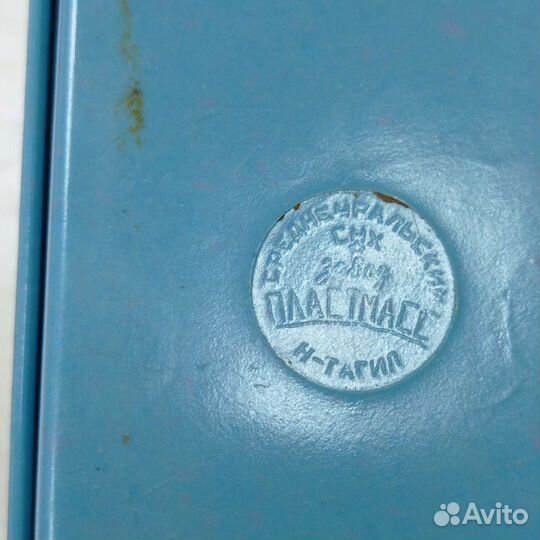 СРЕДНЕУРАЛЬСКИЙ
СНХ
завод
ПЛАСТМАСС
Н-ТАГИЛ
Avito